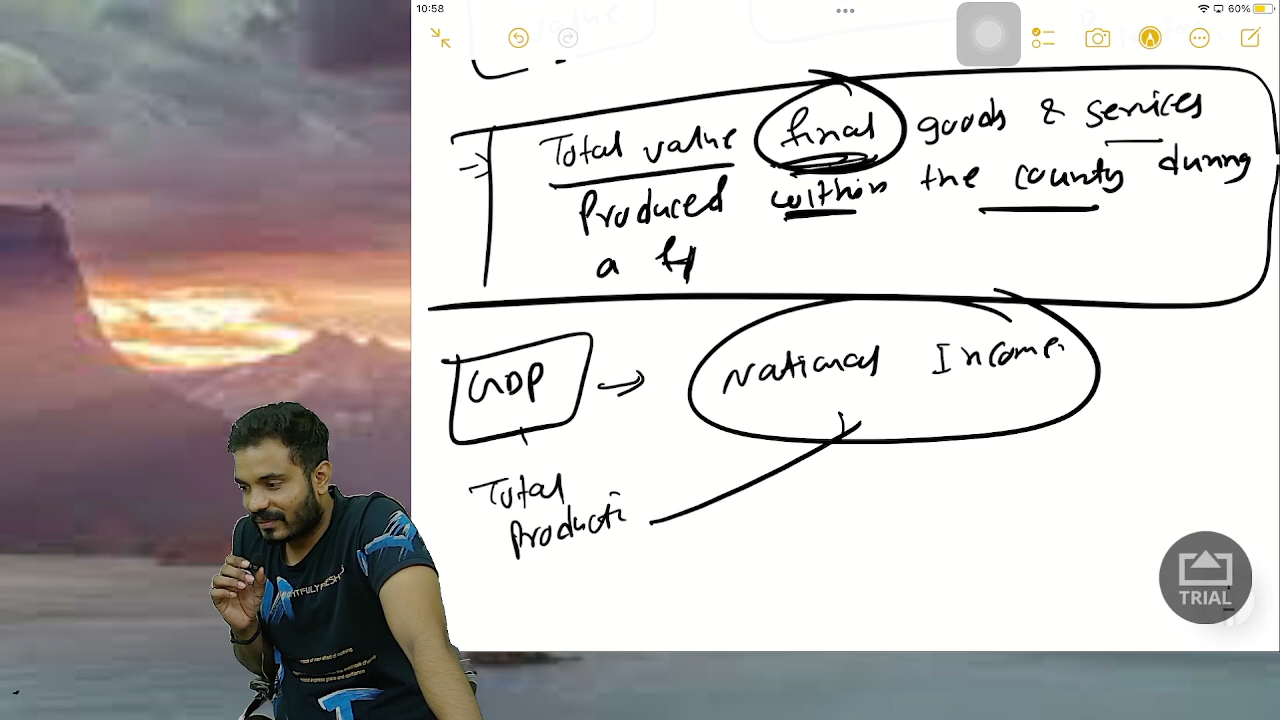 10:58
60%
Total value final goods & services
Produced within the county during
a fy
GDP → National Income
Total
Producti
TRIAL